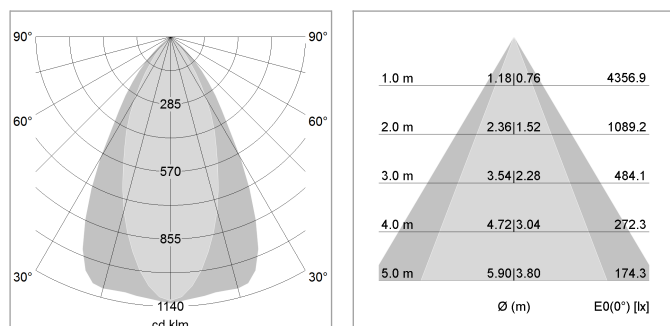 90° 90°
285
60° 60°
570
855
30° 30°
1140
cd klm
1.0 m 1.18|0.76 4356.9
2.0 m 2.36|1.52 1089.2
3.0 m 3.54|2.28 484.1
4.0 m 4.72|3.04 272.3
5.0 m 5.90|3.80 174.3
Ø (m) E0(0°) [lx]